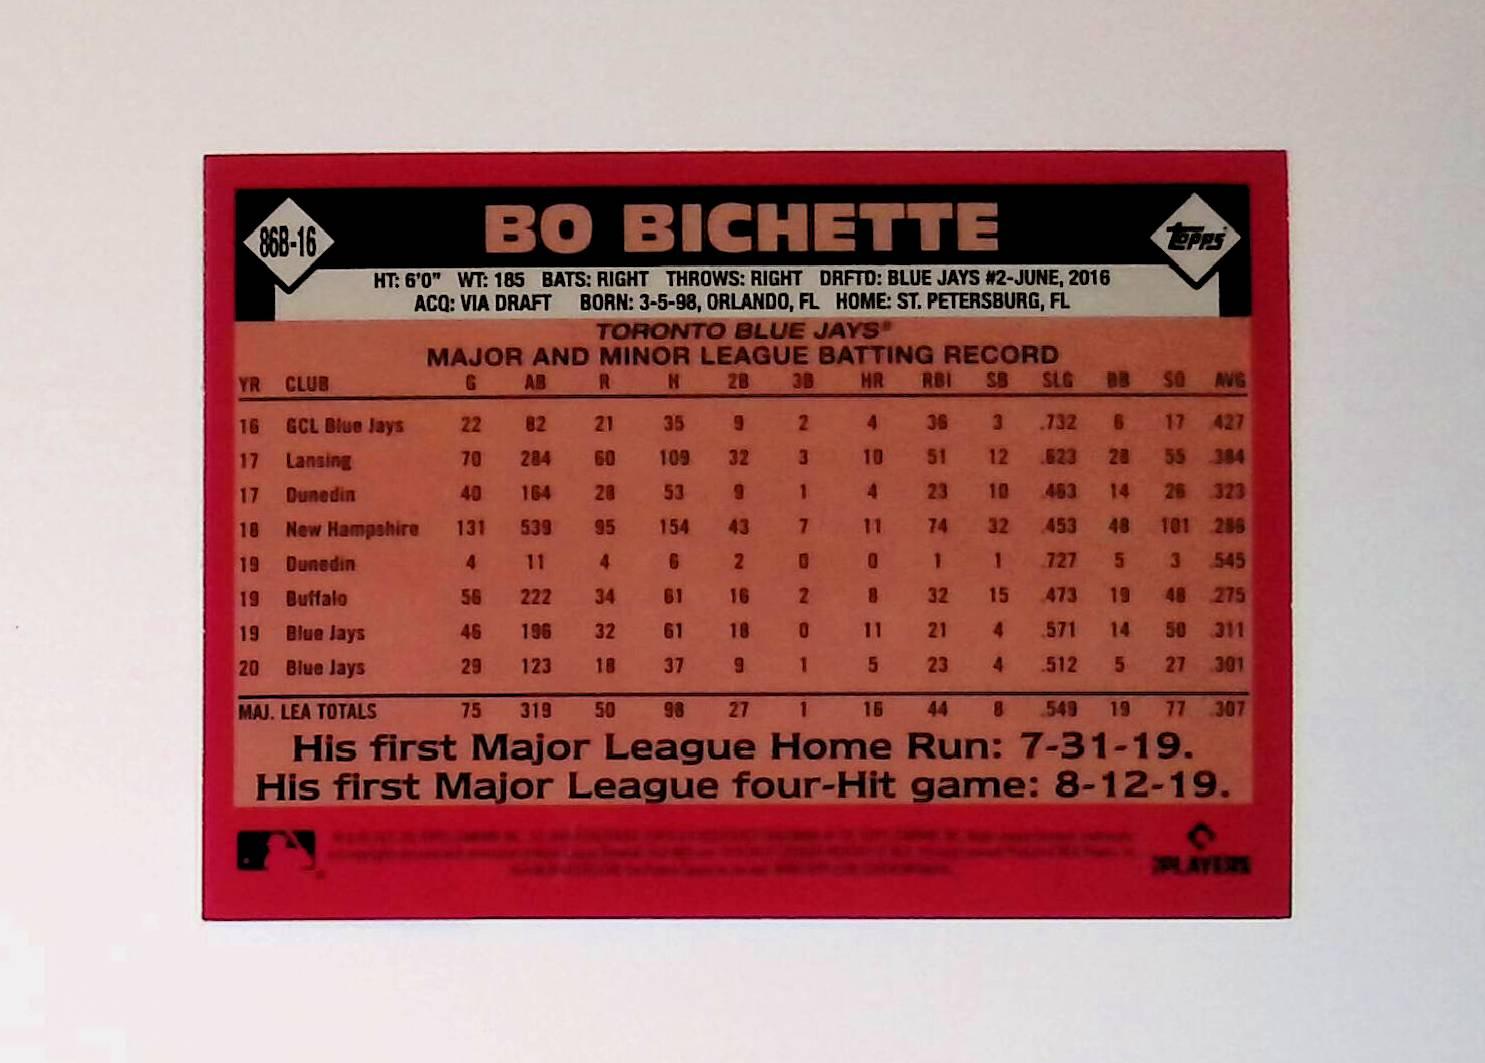 86B-16
BO BICHETTE
Topps
HT: 6'0" WT: 185 BATS: RIGHT THROWS: RIGHT DRFTD: BLUE JAYS #2-JUNE, 2016
ACQ: VIA DRAFT BORN: 3-5-98, ORLANDO, FL HOME: ST. PETERSBURG, FL
TORONTO BLUE JAYS®
MAJOR AND MINOR LEAGUE BATTING RECORD
YR CLUB G AB R H 2B 3B HR RBI SB SLG BB SO AVG
16 GCL Blue Jays 22 82 21 35 9 2 4 36 3 .732 6 17 .427
17 Lansing 70 284 60 109 32 3 10 51 12 .623 28 55 .384
17 Dunedin 40 164 28 53 9 1 4 23 10 .463 14 26 .323
18 New Hampshire 131 539 95 154 43 7 11 74 32 .453 48 101 .286
19 Dunedin 4 11 4 6 2 0 0 1 1 .727 5 3 .545
19 Buffalo 56 222 34 61 16 2 8 32 15 .473 19 48 .275
19 Blue Jays 46 196 32 61 18 0 11 21 4 .571 14 50 .311
20 Blue Jays 29 123 18 37 9 1 5 23 4 .512 5 27 .301
MAJ. LEA TOTALS 75 319 50 98 27 1 16 44 8 .549 19 77 .307
His first Major League Home Run: 7-31-19.
His first Major League four-Hit game: 8-12-19.
PLAYERS